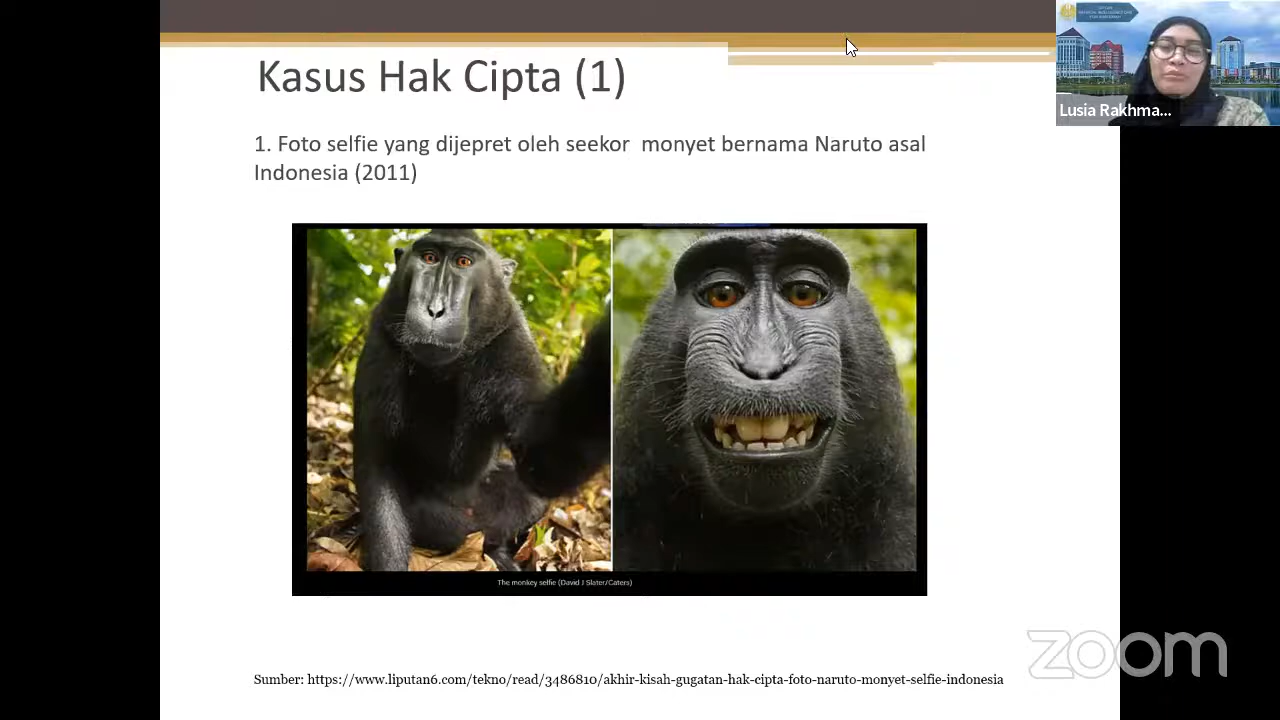 Kasus Hak Cipta (1)
Lusia Rakhma...
1. Foto selfie yang dijepret oleh seekor monyet bernama Naruto asal
Indonesia (2011)
The monkey selfie (David J Slater/Caters)
zoom
Sumber: https://www.liputan6.com/tekno/read/3486810/akhir-kisah-gugatan-hak-cipta-foto-naruto-monyet-selfie-indonesia